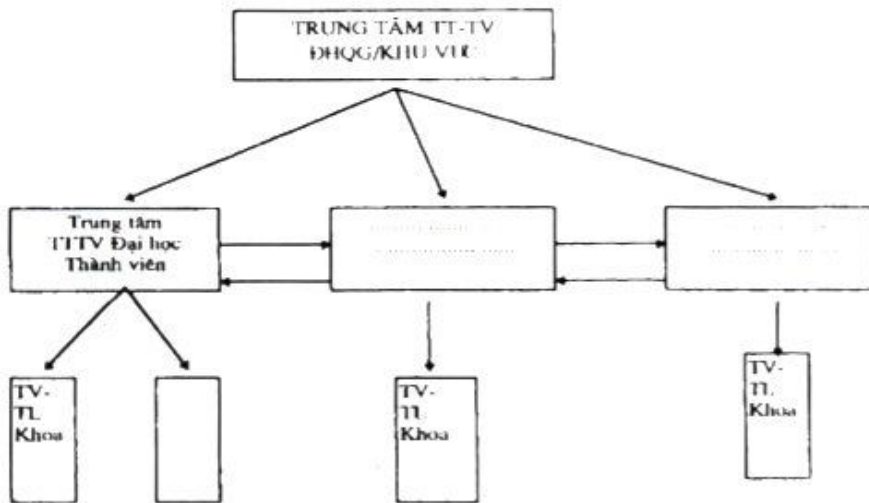 TRUNG TÂM TT-TV
ĐHQG/KHU VỰC
Trung tâm
TTTV Đại học
Thành viên
TV-
TL
Khoa
TV-
TL
Khoa
TV-
TL
Khoa